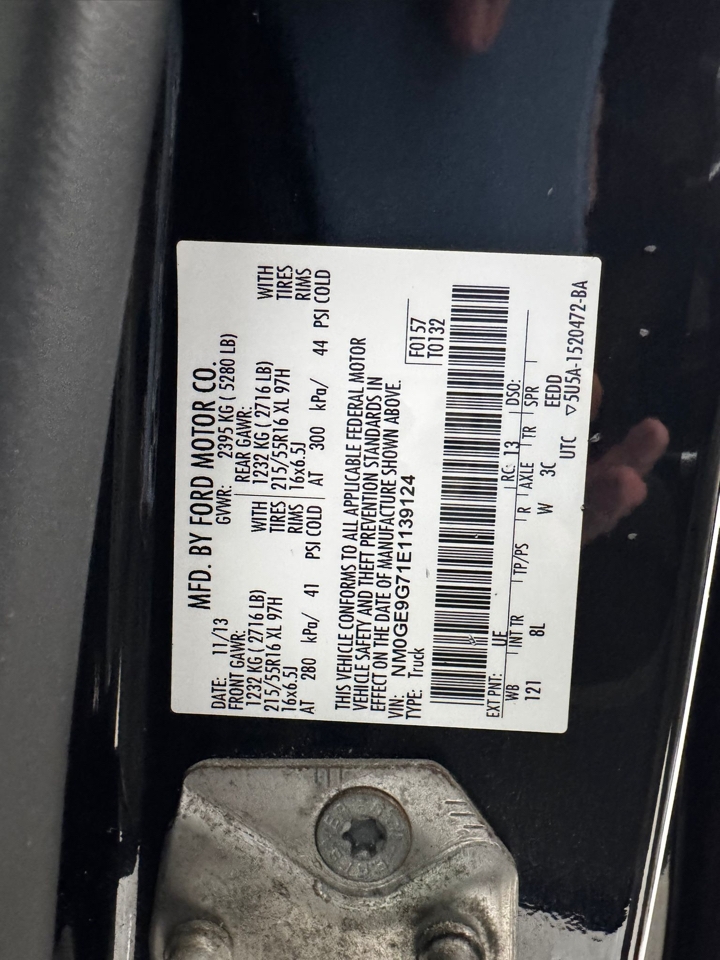 MFD. BY FORD MOTOR CO.
DATE: 11/13 GVWR: 2395 KG ( 5280 LB)
FRONT GAWR: REAR GAWR:
1232 KG ( 2716 LB) WITH 1232 KG ( 2716 LB) WITH
215/55R16 XL 97H TIRES 215/55R16 XL 97H TIRES
16x6.5J RIMS 16x6.5J RIMS
AT 280 kPa/ 41 PSI COLD AT 300 kPa/ 44 PSI COLD
THIS VEHICLE CONFORMS TO ALL APPLICABLE FEDERAL MOTOR
VEHICLE SAFETY AND THEFT PREVENTION STANDARDS IN
EFFECT ON THE DATE OF MANUFACTURE SHOWN ABOVE.
VIN: NM0GE9G71E1139124 F0157
TYPE: Truck T0132
EXT PNT: UE RC: 13 DSO:
WB INT TR TP/PS R AXLE TR SPR
121 8L W 3C EEDD
UTC ▽5U5A-1520472-BA